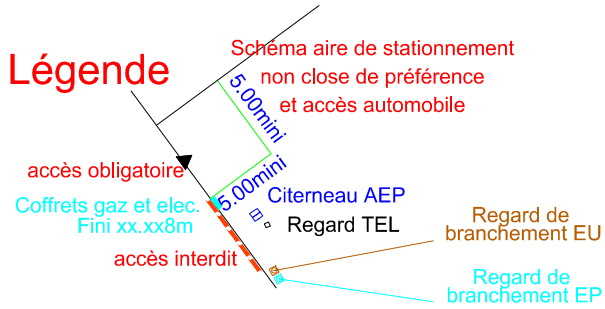 Légende
Schéma aire de stationnement
non close de préférence
et accès automobile
5.00mini
5.00mini
accès obligatoire
Coffrets gaz et elec.
Fini xx.xx8m
accès interdit
Citerneau AEP
Regard TEL
Regard de
branchement EU
Regard de
branchement EP